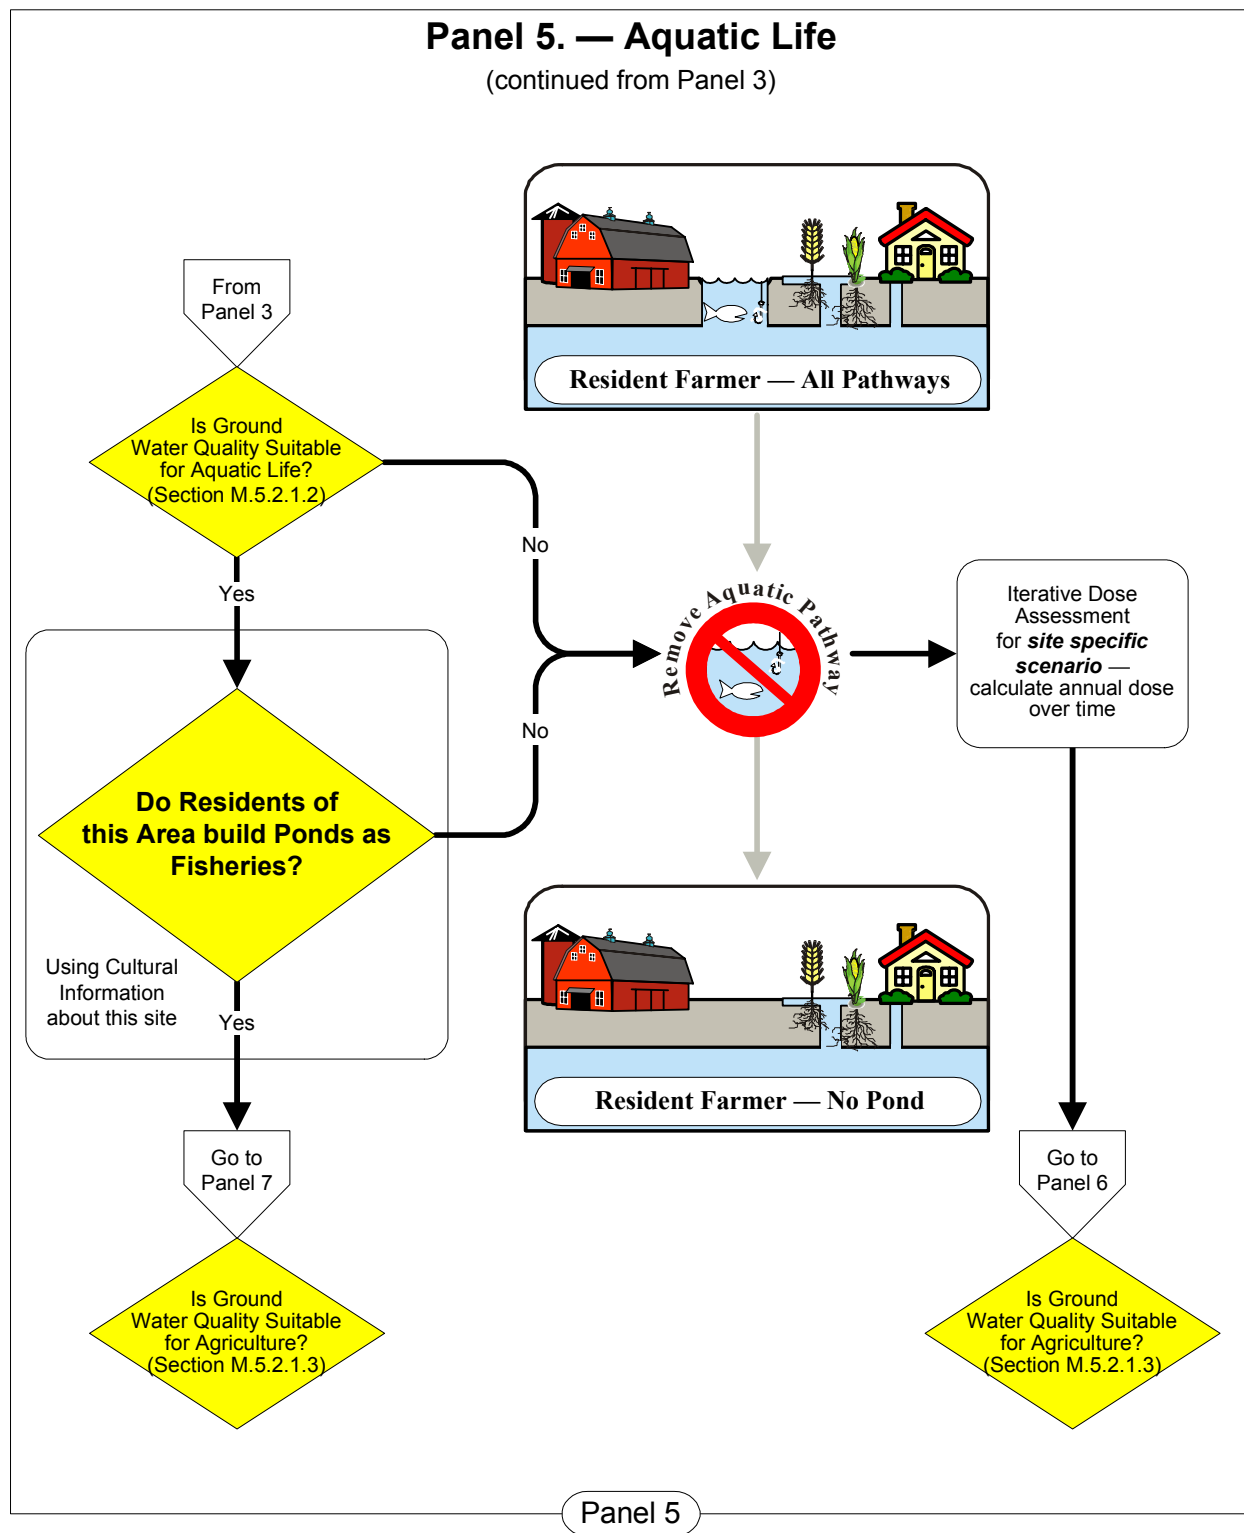 Panel 5. — Aquatic Life
(continued from Panel 3)
From
Panel 3
Is Ground
Water Quality Suitable
for Aquatic Life?
(Section M.5.2.1.2)
No
Yes
Do Residents of
this Area build Ponds as
Fisheries?
No
Using Cultural
Information
about this site
Yes
Go to
Panel 7
Is Ground
Water Quality Suitable
for Agriculture?
(Section M.5.2.1.3)
Resident Farmer — All Pathways
Remove Aquatic Pathway
Resident Farmer — No Pond
Iterative Dose
Assessment
for site specific
scenario —
calculate annual dose
over time
Go to
Panel 6
Is Ground
Water Quality Suitable
for Agriculture?
(Section M.5.2.1.3)
Panel 5